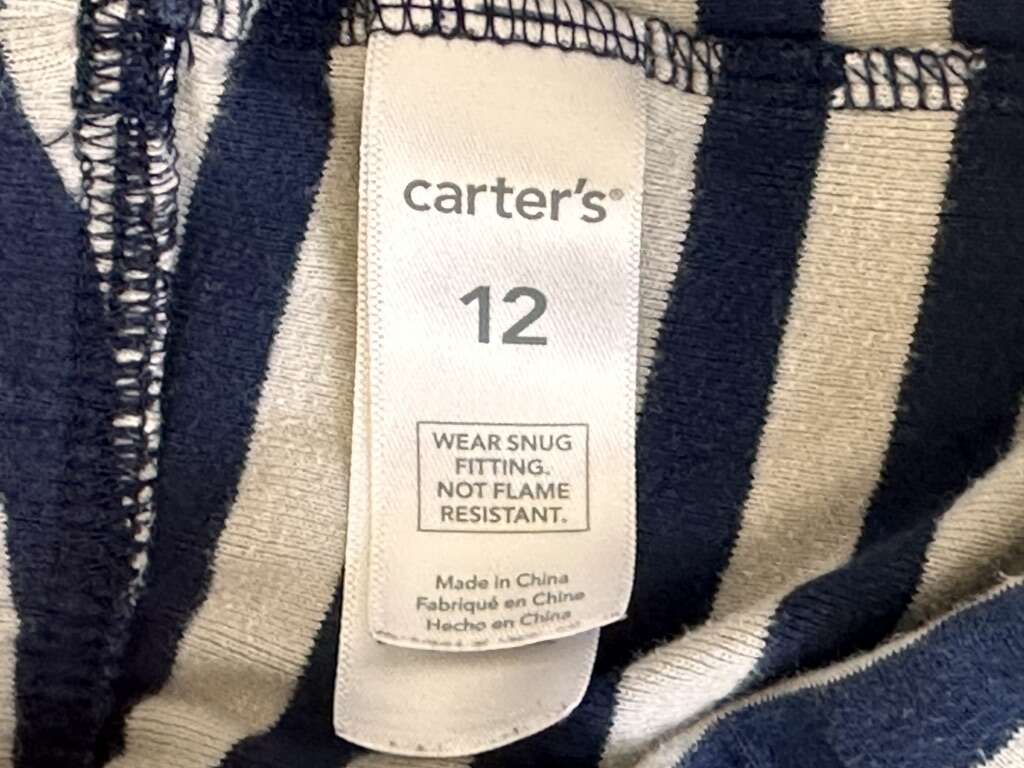 carter's®
12
WEAR SNUG
FITTING.
NOT FLAME
RESISTANT.
Made in China
Fabriqué en Chine
Hecho en China